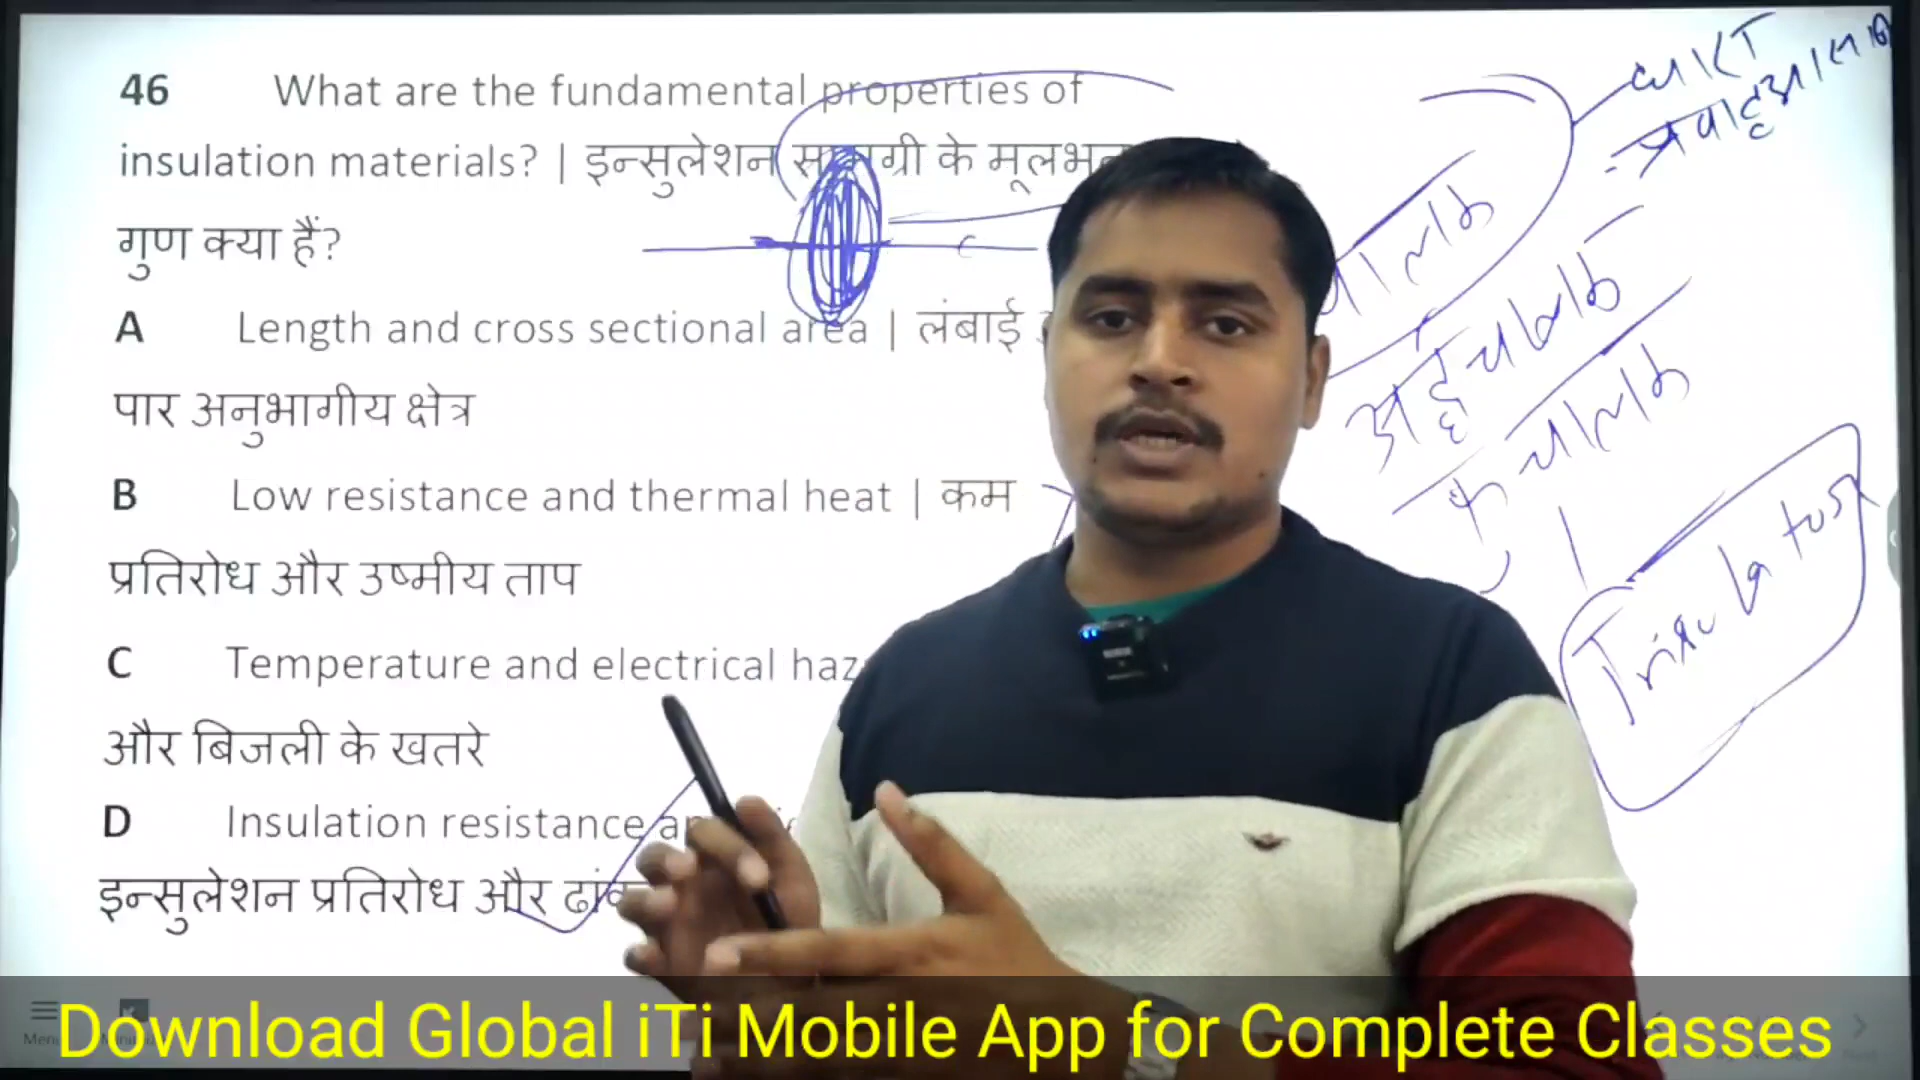 46 What are the fundamental properties of
insulation materials? | इन्सुलेशन सामग्री के मूलभूत
गुण क्या हैं?
A Length and cross sectional area | लंबाई
पार अनुभागीय क्षेत्र
B Low resistance and thermal heat | कम
प्रतिरोध और उष्मीय ताप
C Temperature and electrical
और बिजली के खतरे
D Insulation resistance
इन्सुलेशन प्रतिरोध और
धारा
चालक
अर्द्धचालक
कुचालक
Download Global iTi Mobile App for Complete Classes